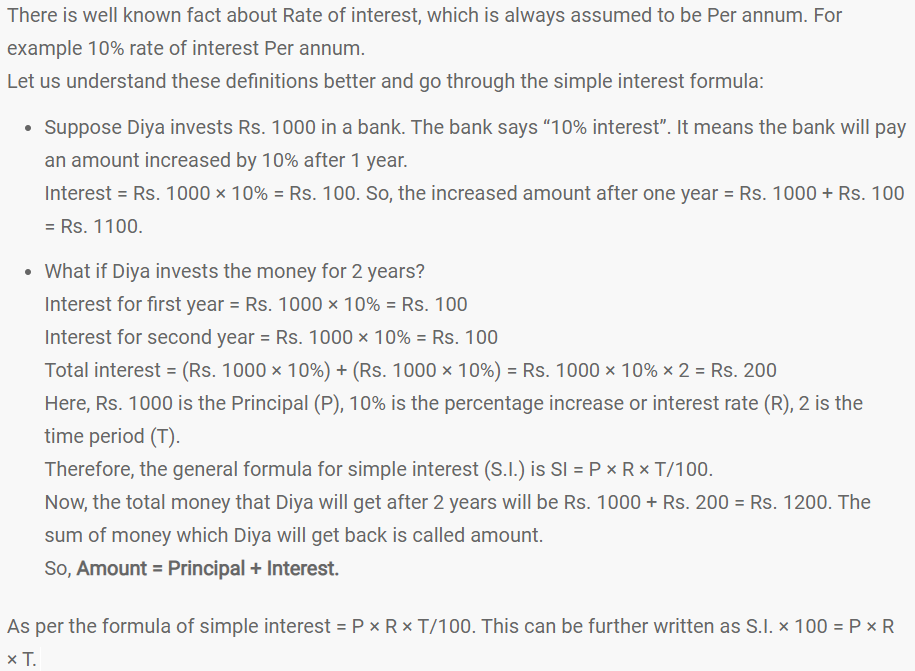 There is well known fact about Rate of interest, which is always assumed to be Per annum. For
example 10% rate of interest Per annum.
Let us understand these definitions better and go through the simple interest formula:
• Suppose Diya invests Rs. 1000 in a bank. The bank says “10% interest”. It means the bank will pay
an amount increased by 10% after 1 year.
Interest = Rs. 1000 × 10% = Rs. 100. So, the increased amount after one year = Rs. 1000 + Rs. 100
= Rs. 1100.
• What if Diya invests the money for 2 years?
Interest for first year = Rs. 1000 × 10% = Rs. 100
Interest for second year = Rs. 1000 × 10% = Rs. 100
Total interest = (Rs. 1000 × 10%) + (Rs. 1000 × 10%) = Rs. 1000 × 10% × 2 = Rs. 200
Here, Rs. 1000 is the Principal (P), 10% is the percentage increase or interest rate (R), 2 is the
time period (T).
Therefore, the general formula for simple interest (S.I.) is SI = P × R × T/100.
Now, the total money that Diya will get after 2 years will be Rs. 1000 + Rs. 200 = Rs. 1200. The
sum of money which Diya will get back is called amount.
So, Amount = Principal + Interest.
As per the formula of simple interest = P × R × T/100. This can be further written as S.I. × 100 = P × R
× T.